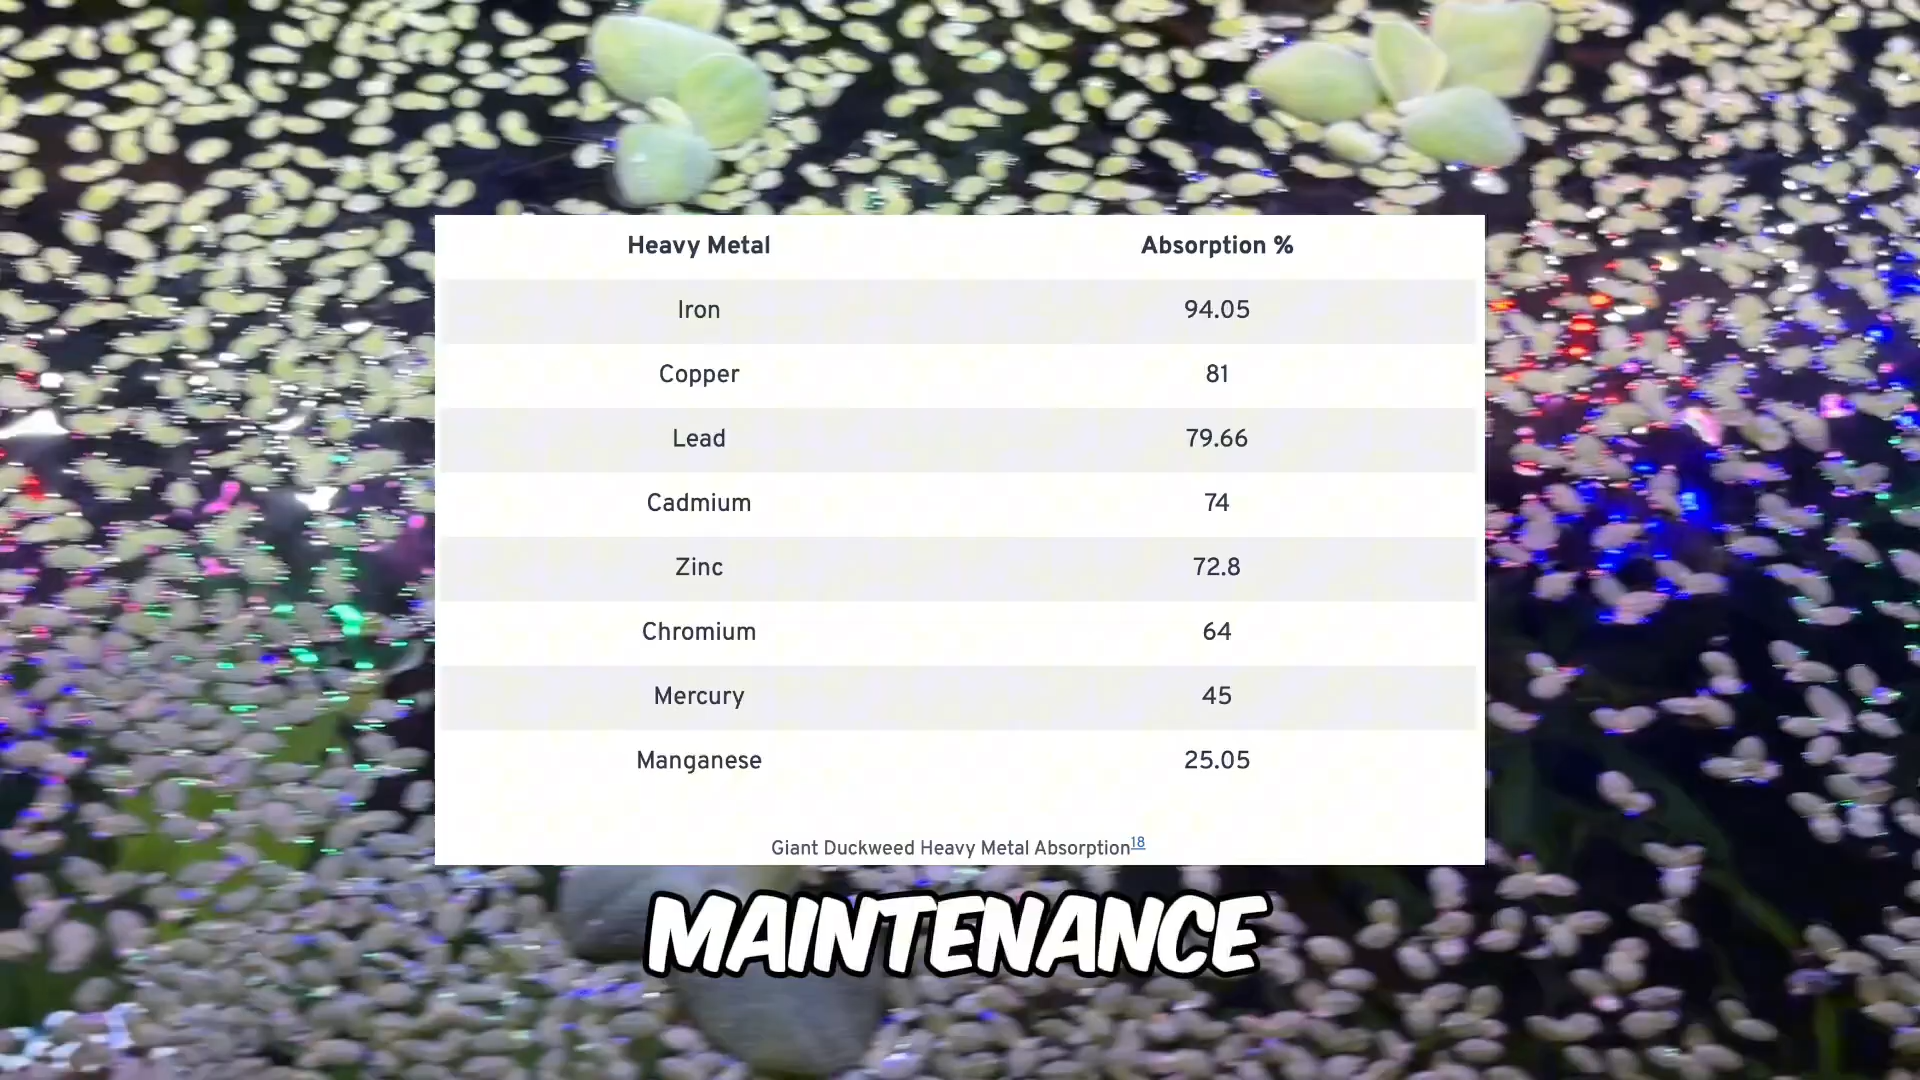 Heavy Metal Absorption %
Iron 94.05
Copper 81
Lead 79.66
Cadmium 74
Zinc 72.8
Chromium 64
Mercury 45
Manganese 25.05
Giant Duckweed Heavy Metal Absorption18
MAINTENANCE